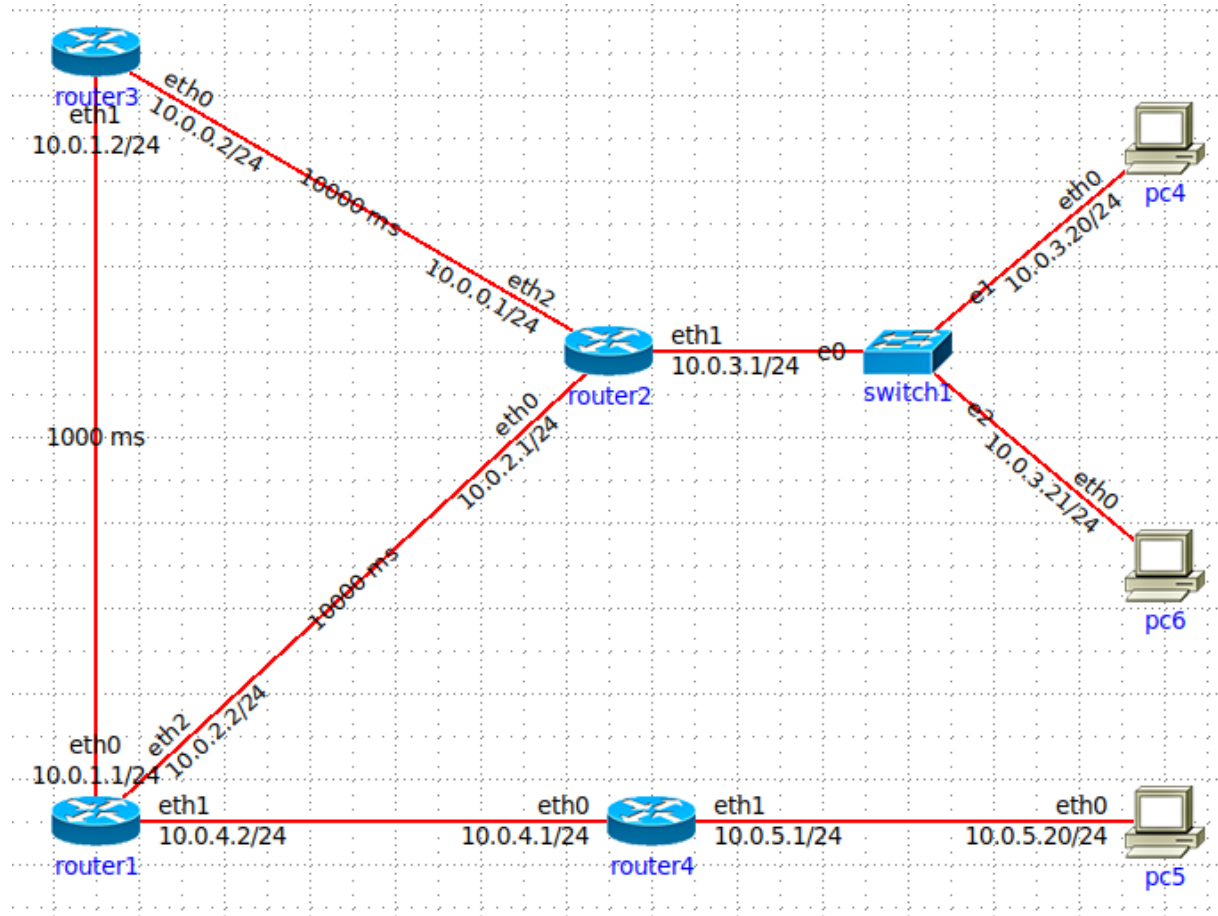 router3
eth1
10.0.1.2/24
eth0
10.0.0.2/24
10000 ms
eth2
10.0.0.1/24
router2
eth1
10.0.3.1/24
e0
switch1
e1
eth0
10.0.3.20/24
pc4
e2
eth0
10.0.3.21/24
pc6
eth0
10.0.2.1/24
10000 ms
1000 ms
eth2
10.0.2.2/24
eth0
10.0.1.1/24
router1
eth1
10.0.4.2/24
eth0
10.0.4.1/24
router4
eth1
10.0.5.1/24
eth0
10.0.5.20/24
pc5